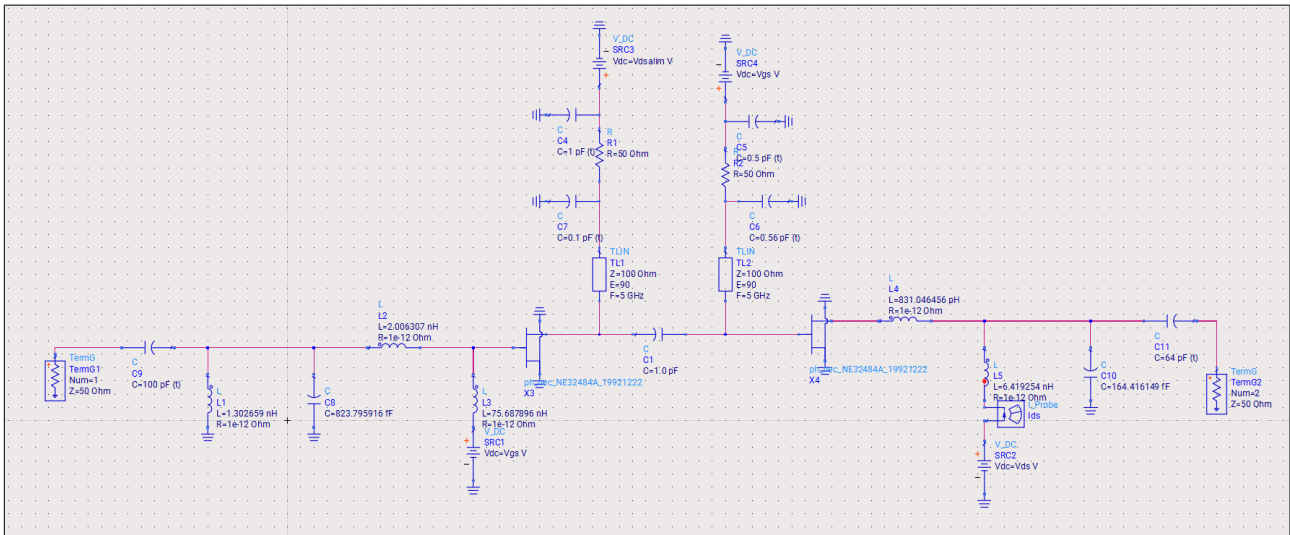 V_DC
SRC3
Vdc=Vdsalim V
V_DC
SRC4
Vdc=Vgs V
C
C4
C=1 pF {t}
R
R1
R=50 Ohm
C
C5
C=0.5 pF {t}
R
R2
R=50 Ohm
C
C7
C=0.1 pF {t}
C
C6
C=0.56 pF {t}
TLIN
TL1
Z=100 Ohm
E=90
F=5 GHz
TLIN
TL2
Z=100 Ohm
E=90
F=5 GHz
L
L2
L=2.006307 nH
R=1e-12 Ohm
L
L4
L=831.046456 pH
R=1e-12 Ohm
TermG
TermG1
Num=1
Z=50 Ohm
C
C9
C=100 pF {t}
L
L1
L=1.302659 nH
R=1e-12 Ohm
C
C8
C=823.795916 fF
L
L3
L=75.687896 nH
R=1e-12 Ohm
V_DC
SRC1
Vdc=Vgs V
X3
C
C1
C=1.0 pF
X4
L
L5
L=6.419254 nH
R=1e-12 Ohm
I_Probe
Ids
V_DC
SRC2
Vdc=Vds V
C
C10
C=164.416149 fF
C
C11
C=64 pF {t}
TermG
TermG2
Num=2
Z=50 Ohm